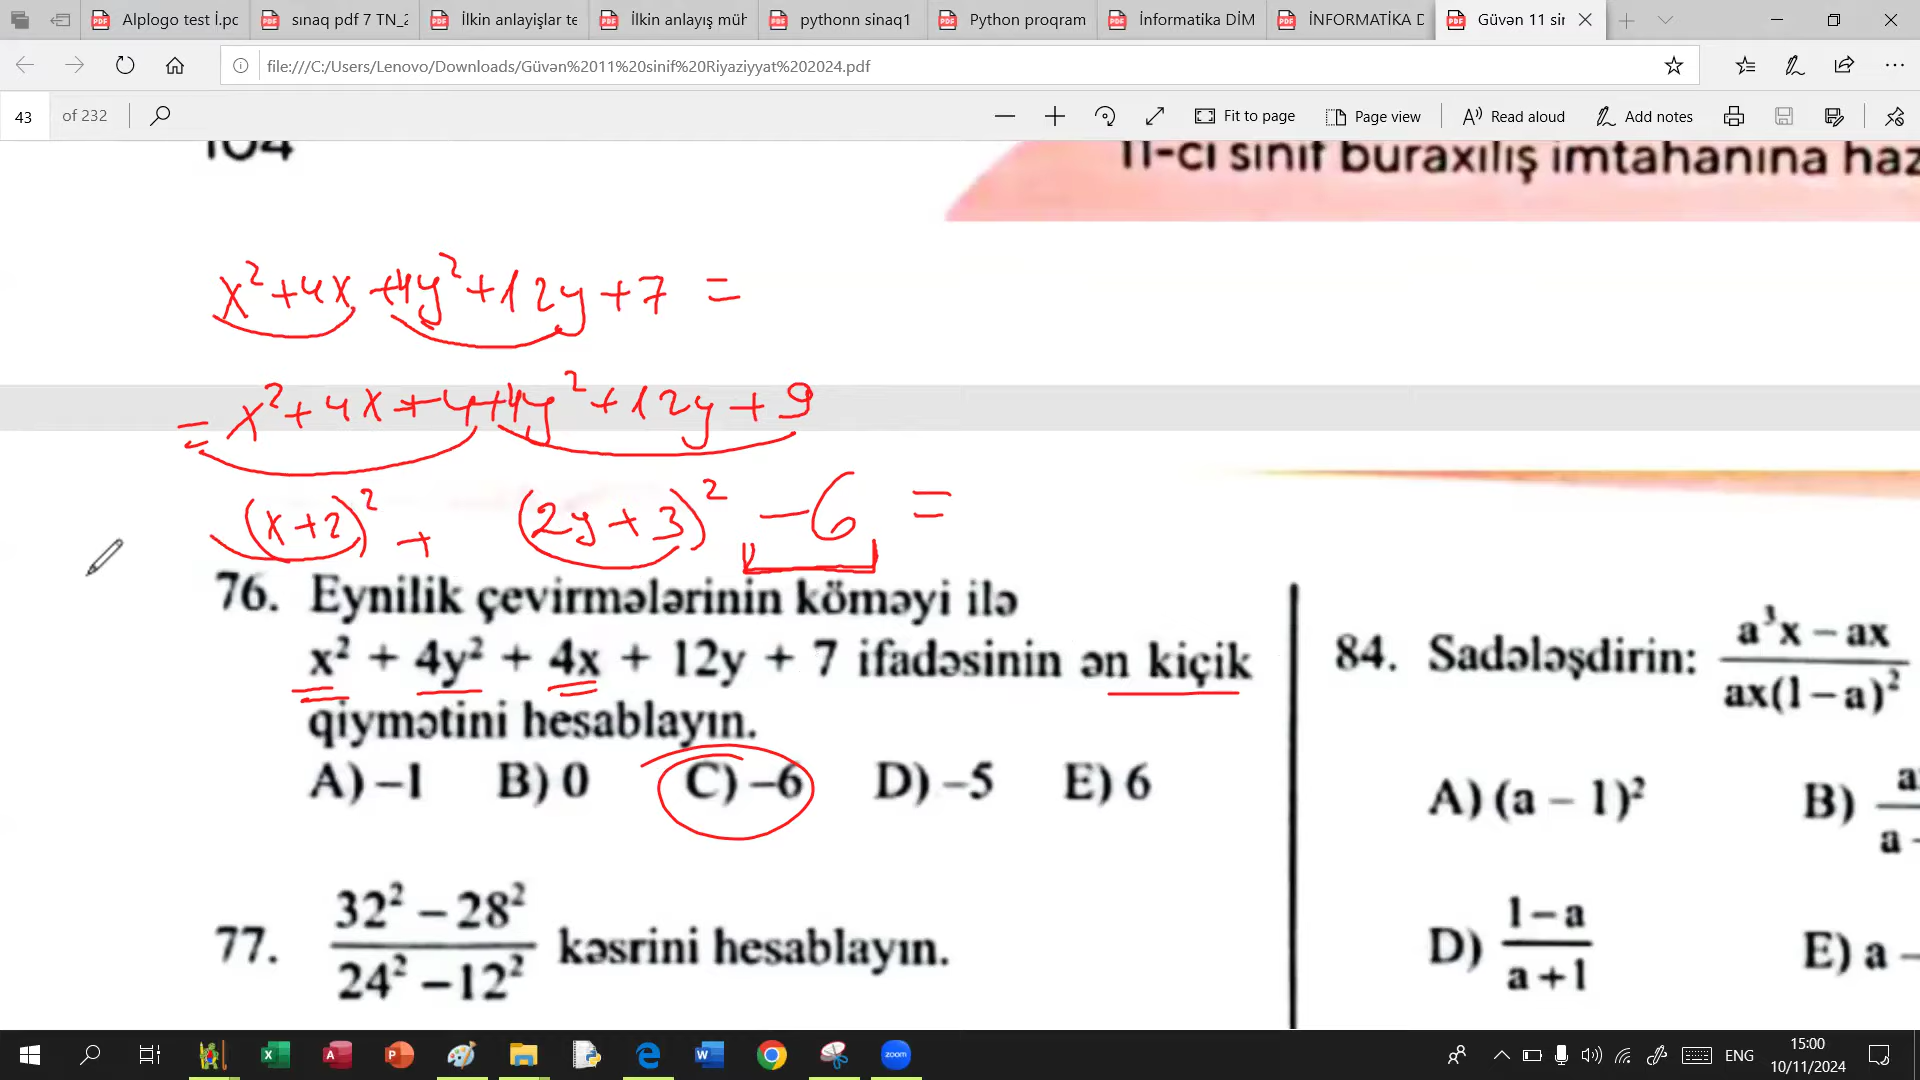 Alplogo test İ.pc
sınaq pdf 7 TN_2
İlkin anlayişlar te
İlkin anlayış müh
pythonn sinaq1
Python proqram
İnformatika DİM
İNFORMATİKA D
Güvən 11 sin
file:///C:/Users/Lenovo/Downloads/Güvən%2011%20sinif%20Riyaziyyat%202024.pdf
43 of 232
Fit to page
Page view
Read aloud
Add notes
104
11-ci sinif buraxılış imtahanına haz
x² + 4x + 4y² + 12y + 7 =
= x² + 4x + 4 + 4y² + 12y + 9
(x + 2)² + (2y + 3)² − 6 =
76. Eynilik çevirmələrinin köməyi ilə
x² + 4y² + 4x + 12y + 7 ifadəsinin ən kiçik
qiymətini hesablayın.
A) –1 B) 0 C) –6 D) –5 E) 6
77. (32² – 28²)/(24² – 12²) kəsrini hesablayın.
84. Sadələşdirin: (a³x – ax)/(ax(1 – a)²)
A) (a – 1)² B)
D) (1 – a)/(a + 1) E) a –
zoom
ENG
15:00
10/11/2024